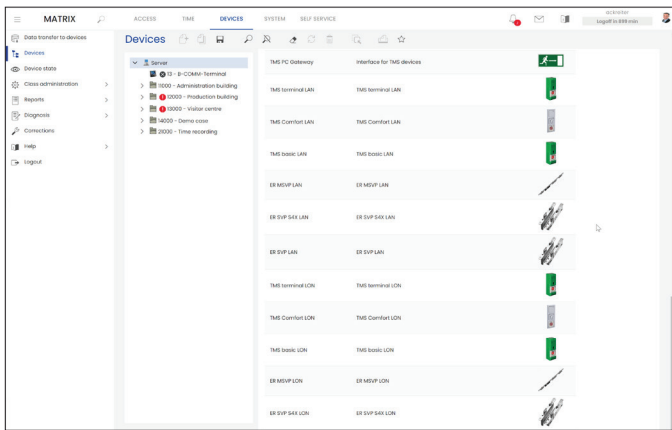 MATRIX
ACCESS TIME DEVICES SYSTEM SELF SERVICE
Logoff in 898 min
Data transfer to devices
Devices
Device state
Class administration
Reports
Diagnosis
Corrections
Help
Logout
Devices
Server
13 - B-COMM-Terminal
11000 - Administration building
12000 - Production building
13000 - Visitor centre
14000 - Demo case
21000 - Time recording
TMS PC Gateway Interface for TMS devices
TMS terminal LAN TMS terminal LAN
TMS Comfort LAN TMS Comfort LAN
TMS basic LAN TMS basic LAN
ER MSVP LAN ER MSVP LAN
ER SVP S4X LAN ER SVP S4X LAN
ER SVP LAN ER SVP LAN
TMS terminal LON TMS terminal LON
TMS Comfort LON TMS Comfort LON
TMS basic LON TMS basic LON
ER MSVP LON ER MSVP LON
ER SVP S4X LON ER SVP S4X LON